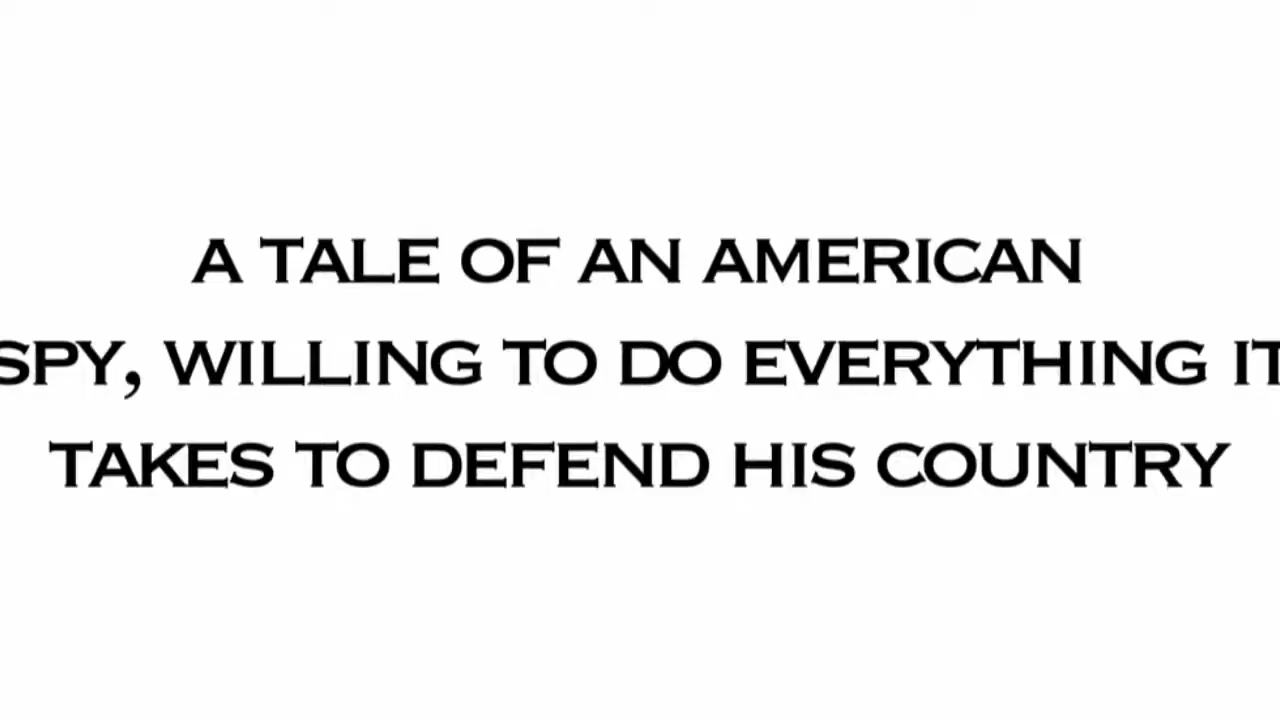 A TALE OF AN AMERICAN
SPY, WILLING TO DO EVERYTHING IT
TAKES TO DEFEND HIS COUNTRY